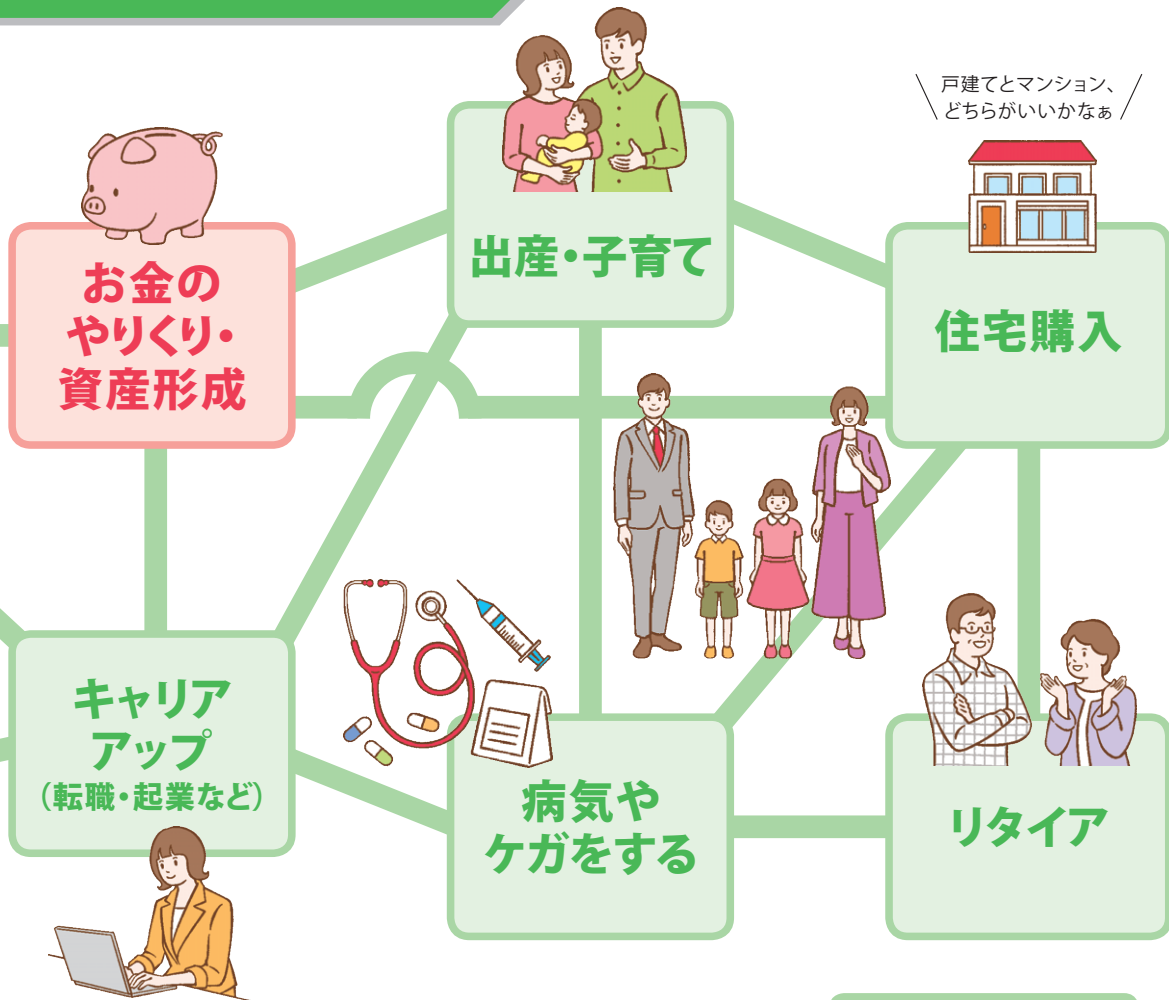 戸建てとマンション、
どちらがいいかなぁ
出産・子育て
お金の
やりくり・
資産形成
住宅購入
キャリア
アップ
（転職・起業など）
病気や
ケガをする
リタイア